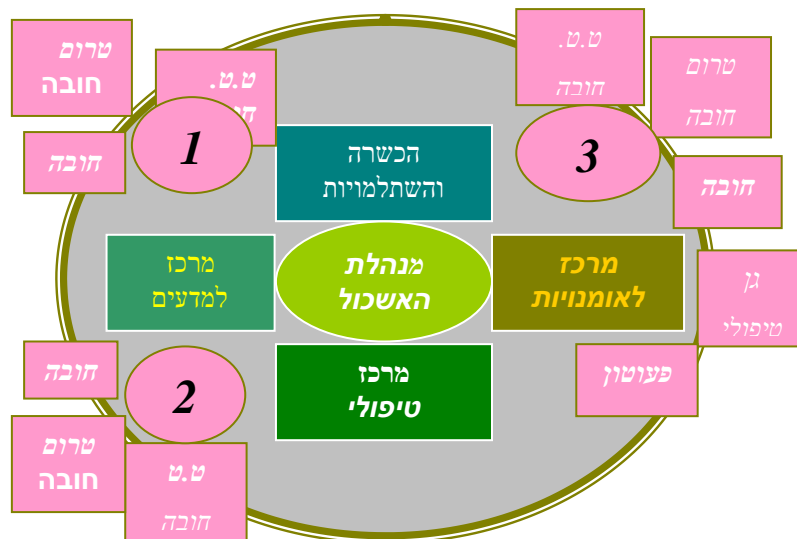 טרום
חובה
ט.ט.
חובה
1
חובה
ט.ט.
חובה
טרום
חובה
3
חובה
הכשרה
והשתלמויות
מרכז
למדעים
מנהלת
האשכול
מרכז
לאומנויות
גן
טיפולי
מרכז
טיפולי
פעוטון
חובה
2
טרום
חובה
ט.ט
חובה